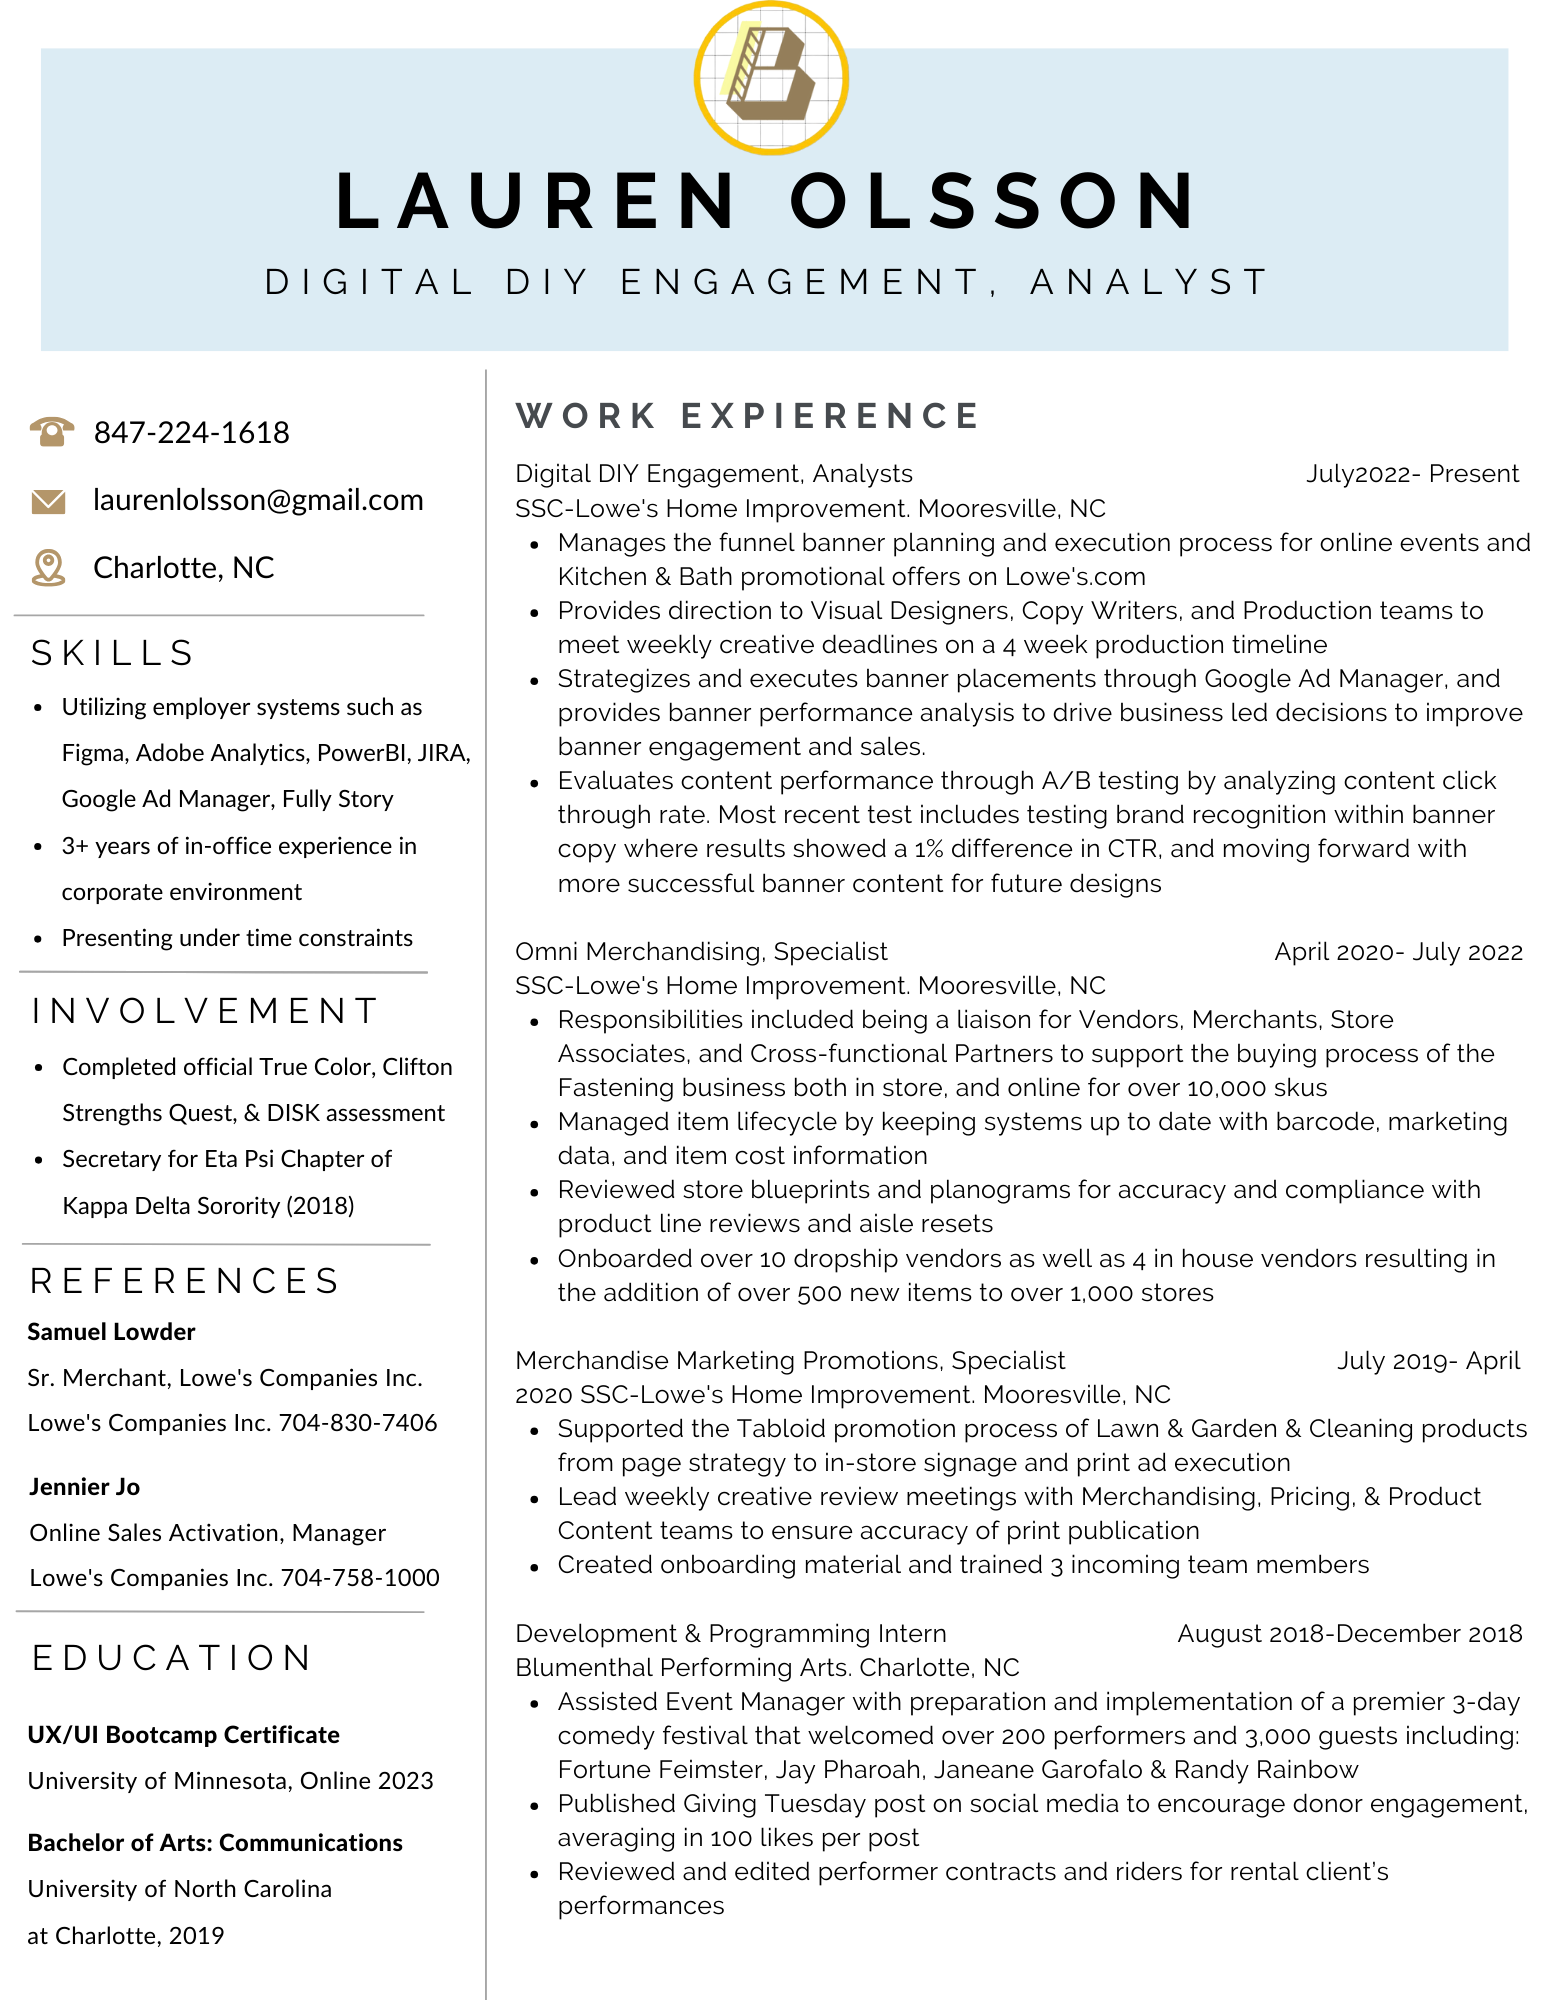 B
LAUREN OLSSON
DIGITAL DIY ENGAGEMENT, ANALYST
847-224-1618
laurenlolsson@gmail.com
Charlotte, NC
SKILLS
• Utilizing employer systems such as
Figma, Adobe Analytics, PowerBI, JIRA,
Google Ad Manager, Fully Story
• 3+ years of in-office experience in
corporate environment
• Presenting under time constraints
INVOLVEMENT
• Completed official True Color, Clifton
Strengths Quest, & DISK assessment
• Secretary for Eta Psi Chapter of
Kappa Delta Sorority (2018)
REFERENCES
Samuel Lowder
Sr. Merchant, Lowe's Companies Inc.
Lowe's Companies Inc. 704-830-7406
Jennier Jo
Online Sales Activation, Manager
Lowe's Companies Inc. 704-758-1000
EDUCATION
UX/UI Bootcamp Certificate
University of Minnesota, Online 2023
Bachelor of Arts: Communications
University of North Carolina
at Charlotte, 2019
WORK EXPIERENCE
Digital DIY Engagement, Analysts July2022- Present
SSC-Lowe's Home Improvement. Mooresville, NC
• Manages the funnel banner planning and execution process for online events and
Kitchen & Bath promotional offers on Lowe's.com
• Provides direction to Visual Designers, Copy Writers, and Production teams to
meet weekly creative deadlines on a 4 week production timeline
• Strategizes and executes banner placements through Google Ad Manager, and
provides banner performance analysis to drive business led decisions to improve
banner engagement and sales.
• Evaluates content performance through A/B testing by analyzing content click
through rate. Most recent test includes testing brand recognition within banner
copy where results showed a 1% difference in CTR, and moving forward with
more successful banner content for future designs
Omni Merchandising, Specialist April 2020- July 2022
SSC-Lowe's Home Improvement. Mooresville, NC
• Responsibilities included being a liaison for Vendors, Merchants, Store
Associates, and Cross-functional Partners to support the buying process of the
Fastening business both in store, and online for over 10,000 skus
• Managed item lifecycle by keeping systems up to date with barcode, marketing
data, and item cost information
• Reviewed store blueprints and planograms for accuracy and compliance with
product line reviews and aisle resets
• Onboarded over 10 dropship vendors as well as 4 in house vendors resulting in
the addition of over 500 new items to over 1,000 stores
Merchandise Marketing Promotions, Specialist July 2019- April
2020 SSC-Lowe's Home Improvement. Mooresville, NC
• Supported the Tabloid promotion process of Lawn & Garden & Cleaning products
from page strategy to in-store signage and print ad execution
• Lead weekly creative review meetings with Merchandising, Pricing, & Product
Content teams to ensure accuracy of print publication
• Created onboarding material and trained 3 incoming team members
Development & Programming Intern August 2018-December 2018
Blumenthal Performing Arts. Charlotte, NC
• Assisted Event Manager with preparation and implementation of a premier 3-day
comedy festival that welcomed over 200 performers and 3,000 guests including:
Fortune Feimster, Jay Pharoah, Janeane Garofalo & Randy Rainbow
• Published Giving Tuesday post on social media to encourage donor engagement,
averaging in 100 likes per post
• Reviewed and edited performer contracts and riders for rental client’s
performances